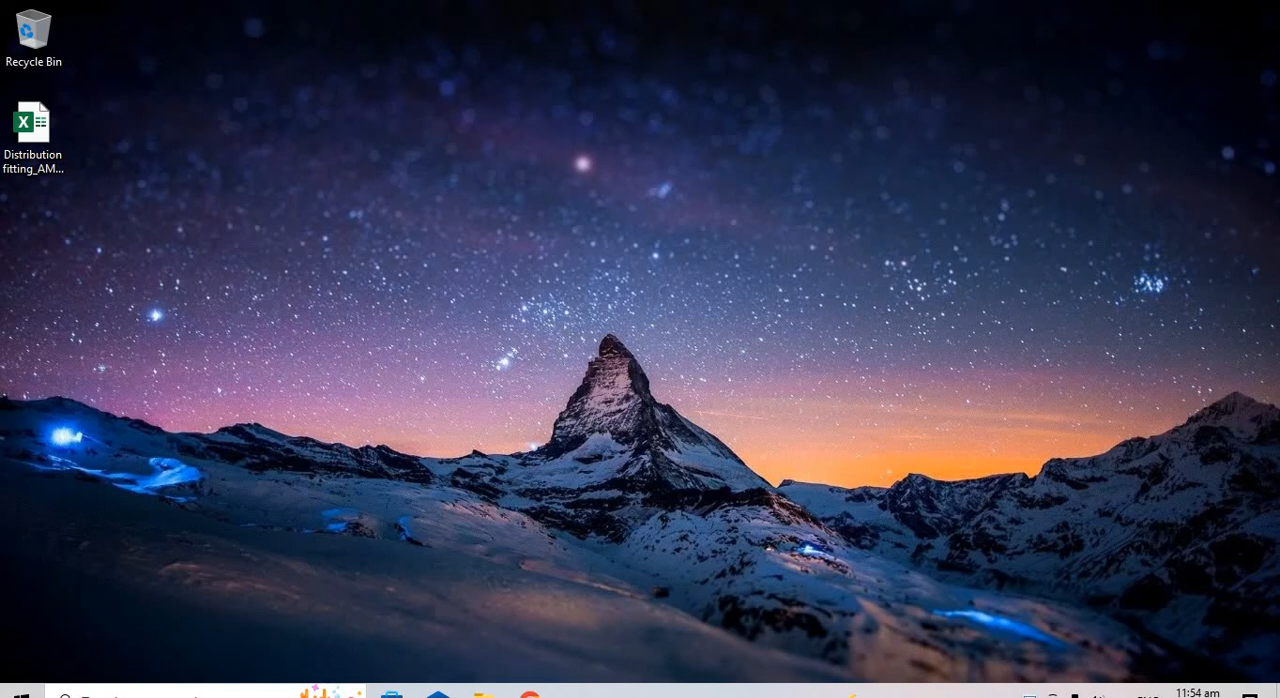 Recycle Bin
X
Distribution
fitting_AM...
11:54 am